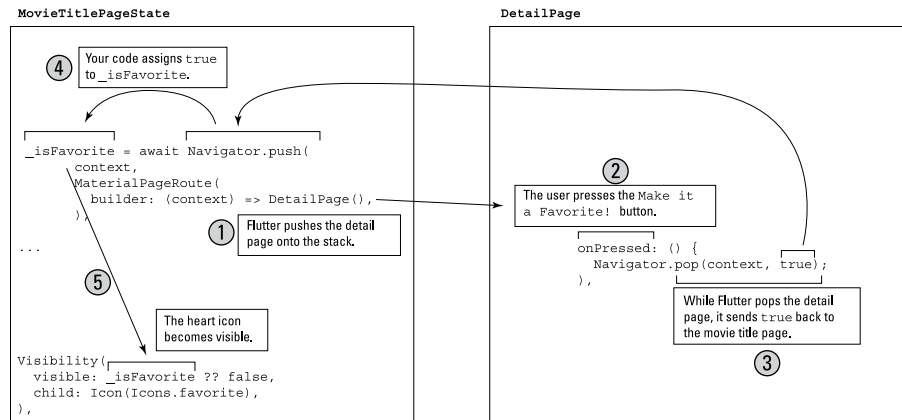 MovieTitlePageState
DetailPage
4
Your code assigns true
to _isFavorite.
_isFavorite = await Navigator.push(
context,
MaterialPageRoute(
builder: (context) => DetailPage(),
),
1
Flutter pushes the detail
page onto the stack.
...
2
The user presses the Make it
a Favorite! button.
onPressed: () {
Navigator.pop(context, true);
),
While Flutter pops the detail
page, it sends true back to
the movie title page.
3
5
The heart icon
becomes visible.
Visibility(
visible: _isFavorite ?? false,
child: Icon(Icons.favorite),
),